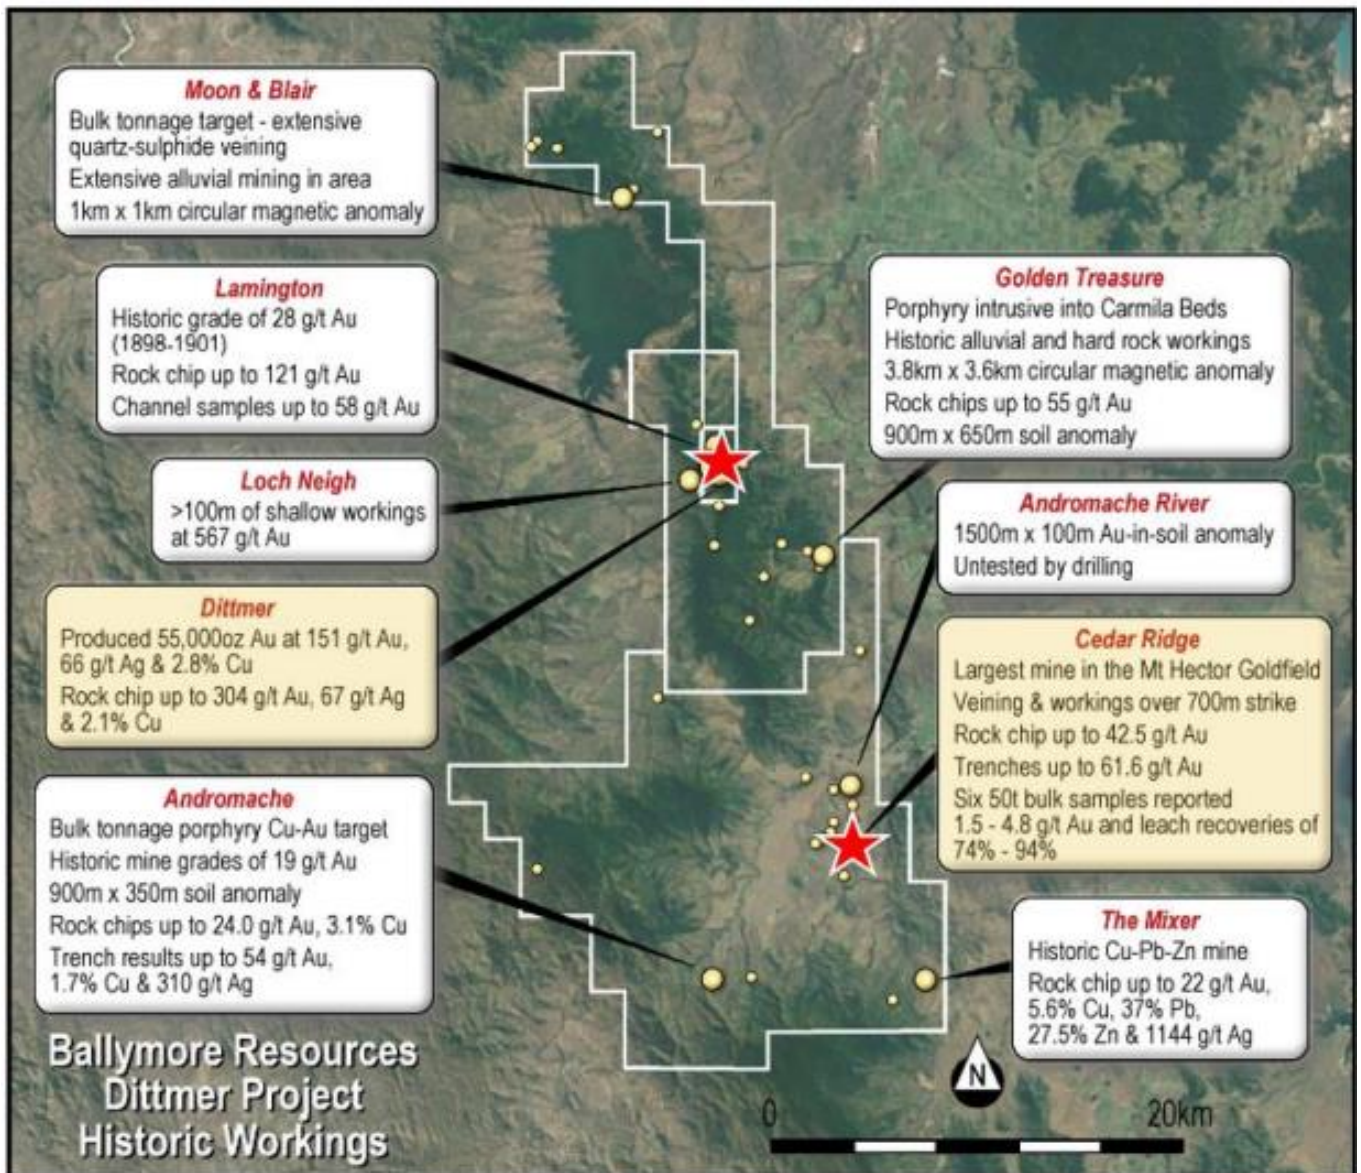 Moon & Blair
Bulk tonnage target - extensive
quartz-sulphide veining
Extensive alluvial mining in area
1km x 1km circular magnetic anomaly
Lamington
Historic grade of 28 g/t Au
(1898-1901)
Rock chip up to 121 g/t Au
Channel samples up to 58 g/t Au
Loch Neigh
>100m of shallow workings
at 567 g/t Au
Dittmer
Produced 55,000oz Au at 151 g/t Au,
66 g/t Ag & 2.8% Cu
Rock chip up to 304 g/t Au, 67 g/t Ag
& 2.1% Cu
Andromache
Bulk tonnage porphyry Cu-Au target
Historic mine grades of 19 g/t Au
900m x 350m soil anomaly
Rock chips up to 24.0 g/t Au, 3.1% Cu
Trench results up to 54 g/t Au,
1.7% Cu & 310 g/t Ag
Golden Treasure
Porphyry intrusive into Carmila Beds
Historic alluvial and hard rock workings
3.8km x 3.6km circular magnetic anomaly
Rock chips up to 55 g/t Au
900m x 650m soil anomaly
Andromache River
1500m x 100m Au-in-soil anomaly
Untested by drilling
Cedar Ridge
Largest mine in the Mt Hector Goldfield
Veining & workings over 700m strike
Rock chip up to 42.5 g/t Au
Trenches up to 61.6 g/t Au
Six 50t bulk samples reported
1.5 - 4.8 g/t Au and leach recoveries of
74% - 94%
The Mixer
Historic Cu-Pb-Zn mine
Rock chip up to 22 g/t Au,
5.6% Cu, 37% Pb,
27.5% Zn & 1144 g/t Ag
Ballymore Resources
Dittmer Project
Historic Workings
N
0 20km